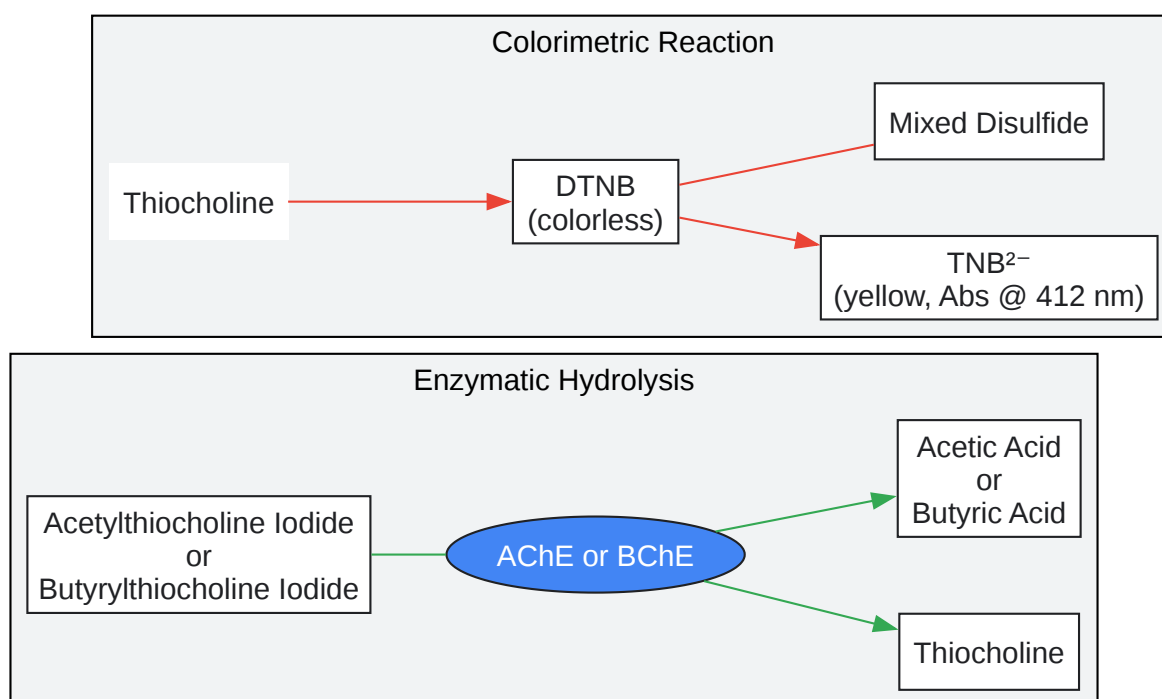 Colorimetric Reaction
Mixed Disulfide
Thiocholine
DTNB
(colorless)
TNB²⁻
(yellow, Abs @ 412 nm)
Enzymatic Hydrolysis
Acetylthiocholine Iodide
or
Butyrylthiocholine Iodide
AChE or BChE
Acetic Acid
or
Butyric Acid
Thiocholine